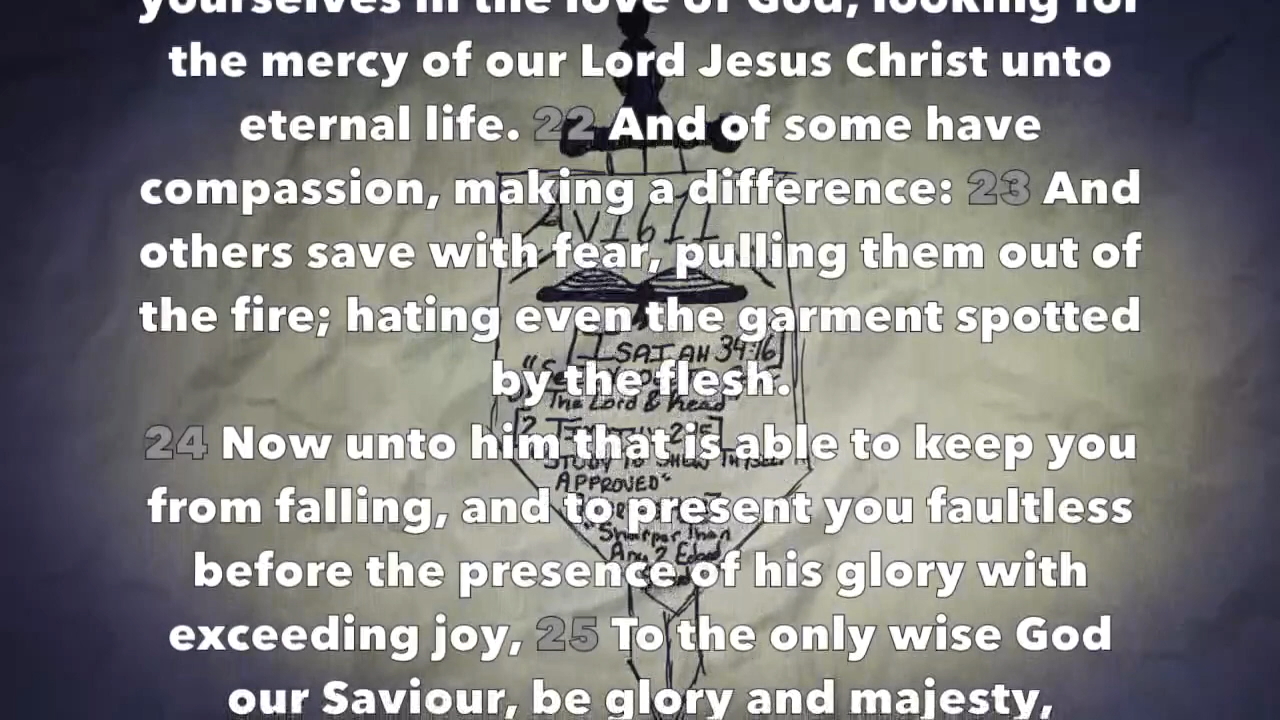 yourselves in the love of God, looking for
the mercy of our Lord Jesus Christ unto
eternal life. 22 And of some have
compassion, making a difference: 23 And
others save with fear, pulling them out of
the fire; hating even the garment spotted
by the flesh.
24 Now unto him that is able to keep you
from falling, and to present you faultless
before the presence of his glory with
exceeding joy, 25 To the only wise God
our Saviour, be glory and majesty,
AV1611
[ISAIAH 34:16]
The Lord & Read"
STUDY TO SHEW THYSELF
APPROVED"
Sharper than
Any 2 Edged